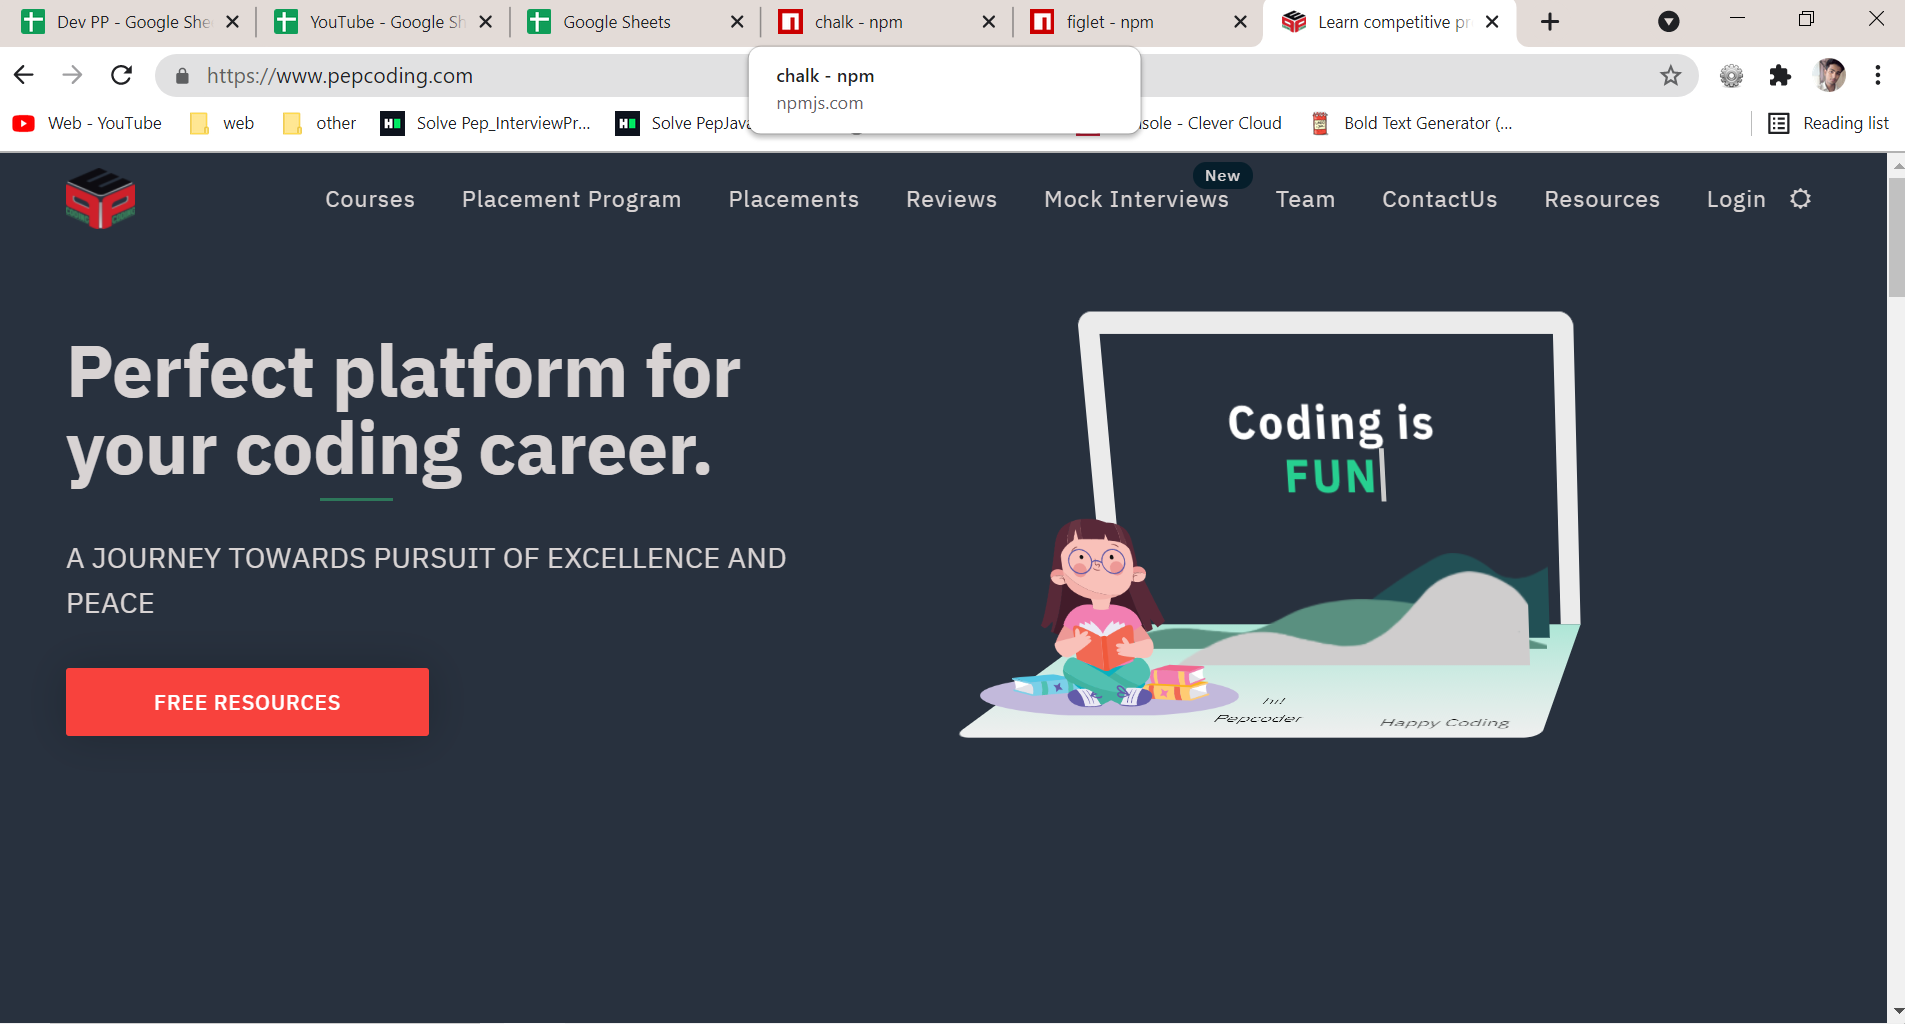 Dev PP - Google She
YouTube - Google Sh
Google Sheets
chalk - npm
figlet - npm
Learn competitive pr
https://www.pepcoding.com
chalk - npm
npmjs.com
Web - YouTube
web
other
Solve Pep_InterviewPr...
Solve PepJava
sole - Clever Cloud
Bold Text Generator (...
Reading list
Courses
Placement Program
Placements
Reviews
Mock Interviews
New
Team
ContactUs
Resources
Login
Perfect platform for
your coding career.
A JOURNEY TOWARDS PURSUIT OF EXCELLENCE AND
PEACE
FREE RESOURCES
Coding is
FUN
hi!
Pepcoder
Happy Coding